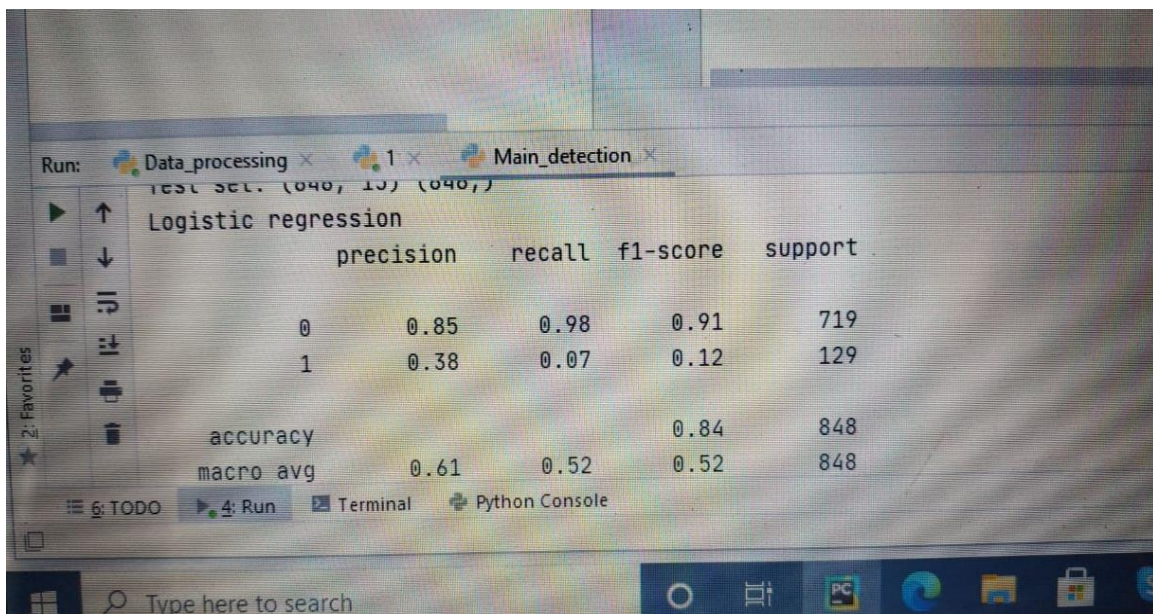 Run: Data_processing 1 Main_detection
Logistic regression
precision recall f1-score support
0 0.85 0.98 0.91 719
1 0.38 0.07 0.12 129
accuracy 0.84 848
macro avg 0.61 0.52 0.52 848
2: Favorites
6: TODO 4: Run Terminal Python Console
Type here to search
PC